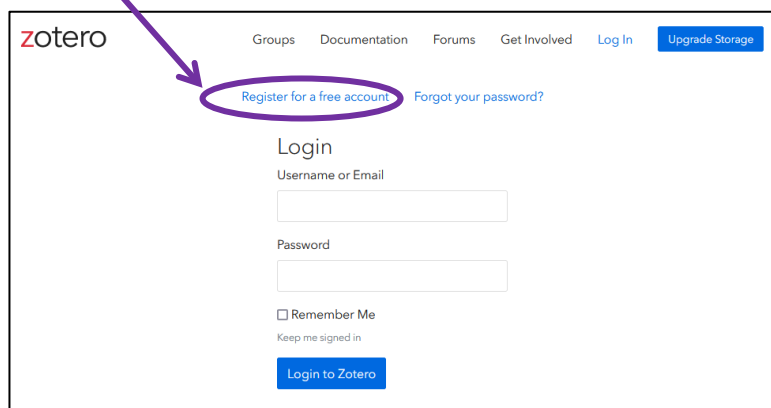 zotero Groups Documentation Forums Get Involved Log In Upgrade Storage
Register for a free account Forgot your password?
Login
Username or Email
Password
Remember Me
Keep me signed in
Login to Zotero